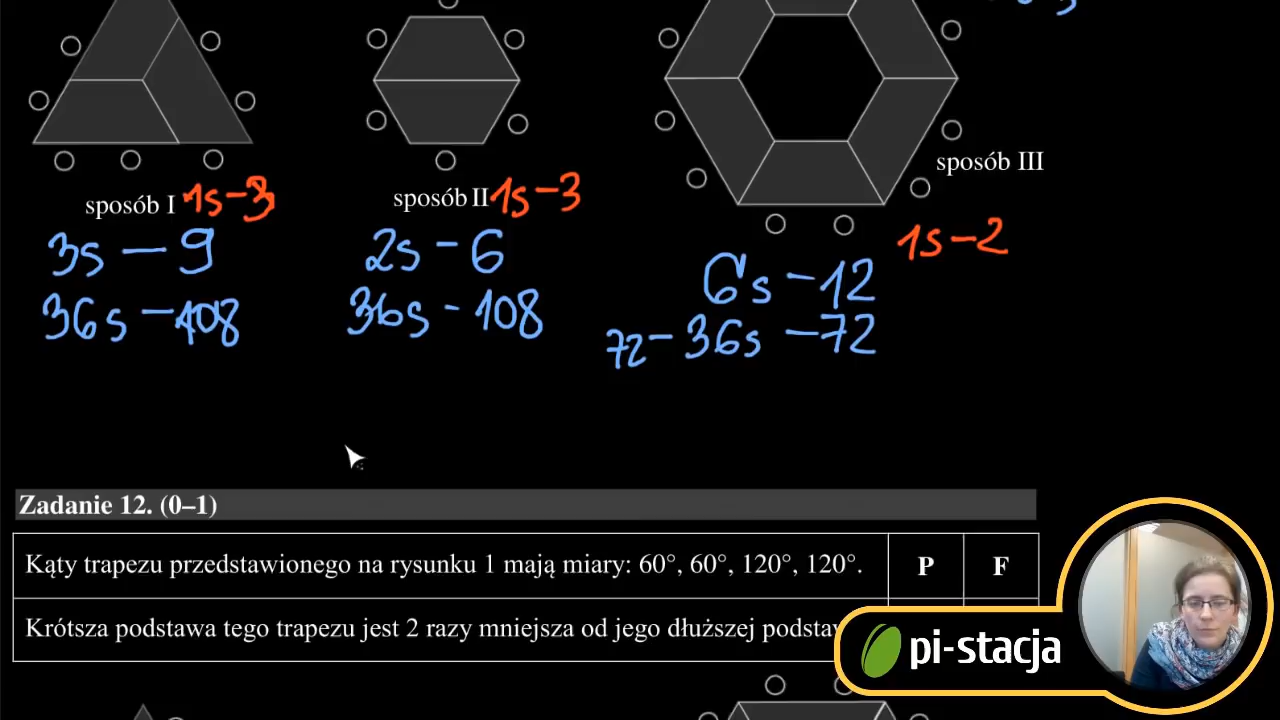 sposób I 1s-3
3s - 9
36s - 108
sposób II 1s-3
2s - 6
36s - 108
sposób III
1s-2
6s - 12
72 - 36s - 72
Zadanie 12. (0–1)
Kąty trapezu przedstawionego na rysunku 1 mają miary: 60°, 60°, 120°, 120°. P F
Krótsza podstawa tego trapezu jest 2 razy mniejsza od jego dłuższej
pi-stacja